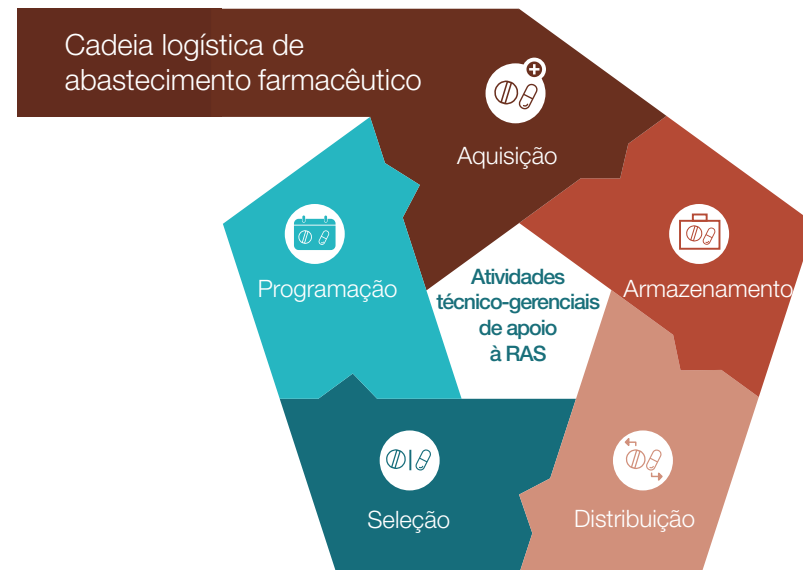 Cadeia logística de
abastecimento farmacêutico
Aquisição
Programação
Atividades
técnico-gerenciais
de apoio
à RAS
Armazenamento
Seleção
Distribuição